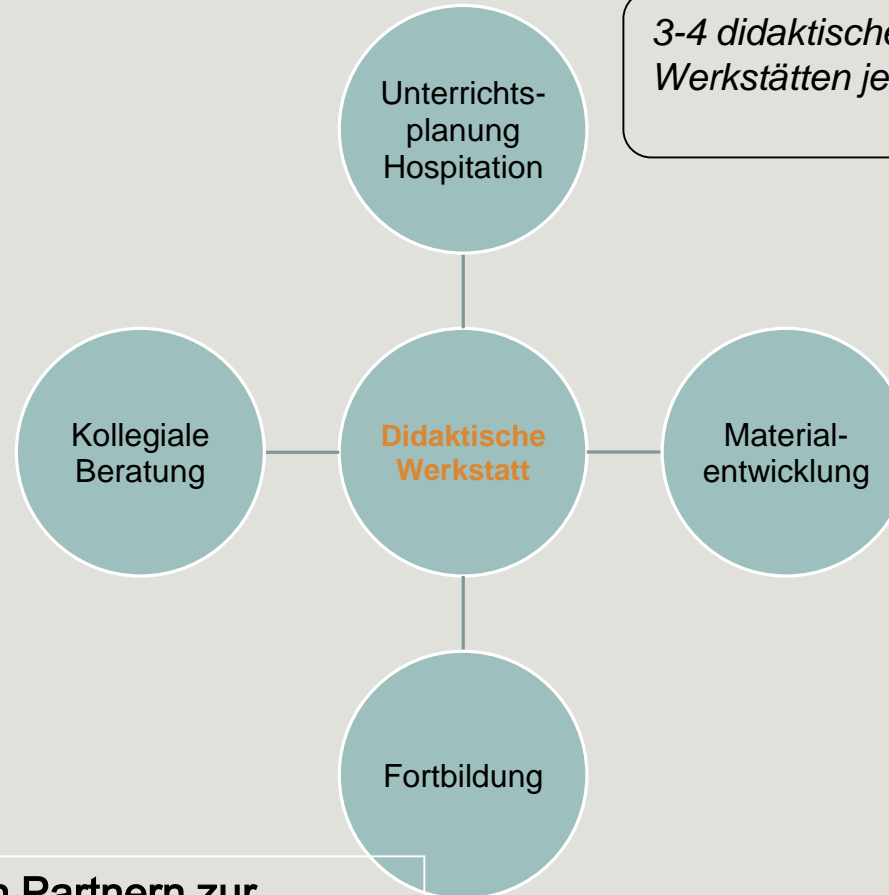 3-4 didaktische
Werkstätten je
Unterrichts-
planung
Hospitation
Kollegiale
Beratung
Didaktische
Werkstatt
Material-
entwicklung
Fortbildung
Partnern zur